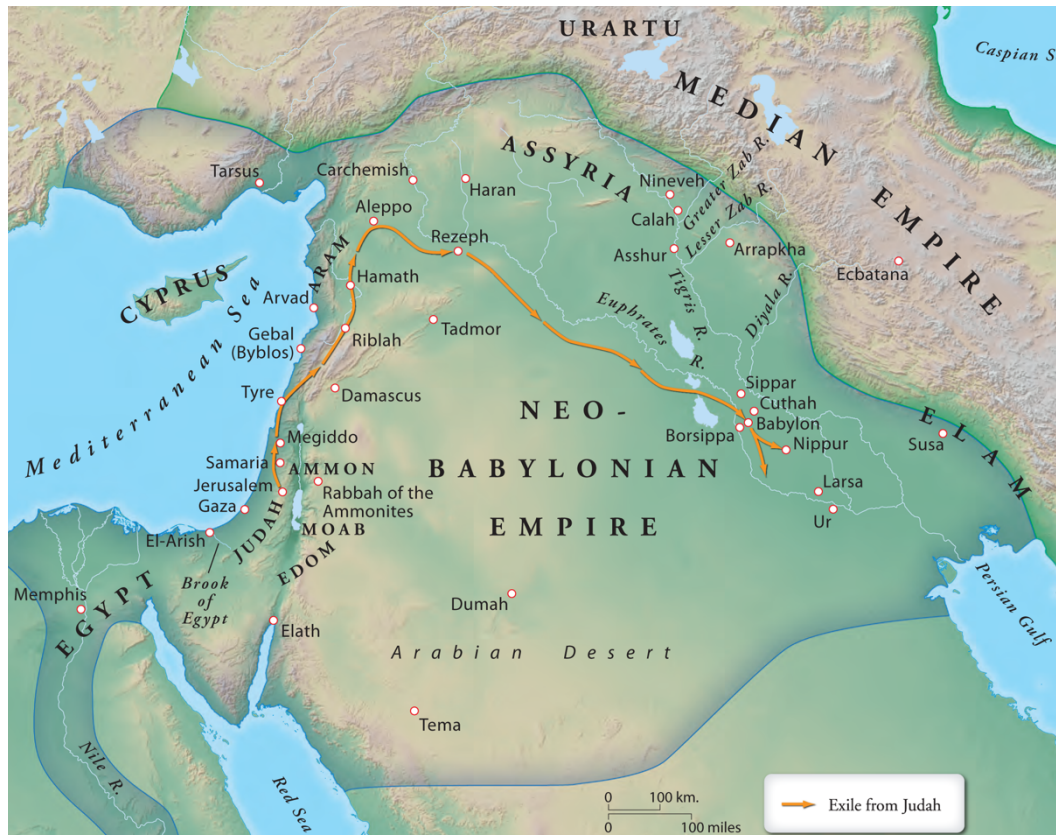 URARTU
Caspian S
MEDIAN EMPIRE
ASSYRIA
Tarsus
Carchemish
Haran
Nineveh
Greater Zab R.
Calah
Lesser Zab R.
Aleppo
Rezeph
Asshur
Arrapkha
Ecbatana
ARAM
Hamath
CYPRUS
Arvad
Tigris R.
Diyala R.
Euphrates R.
Tadmor
Riblah
Gebal
(Byblos)
Mediterranean Sea
Damascus
Tyre
Sippar
Cuthah
Babylon
Borsippa
Nippur
ELAM
Susa
NEO-
BABYLONIAN
EMPIRE
Megiddo
Samaria
AMMON
Jerusalem
Rabbah of the
Ammonites
Larsa
Ur
Gaza
JUDAH
MOAB
El-Arish
EDOM
Brook
of
Egypt
Memphis
EGYPT
Dumah
Persian Gulf
Elath
Arabian Desert
Tema
Nile R.
Red Sea
0 100 km.
0 100 miles
Exile from Judah